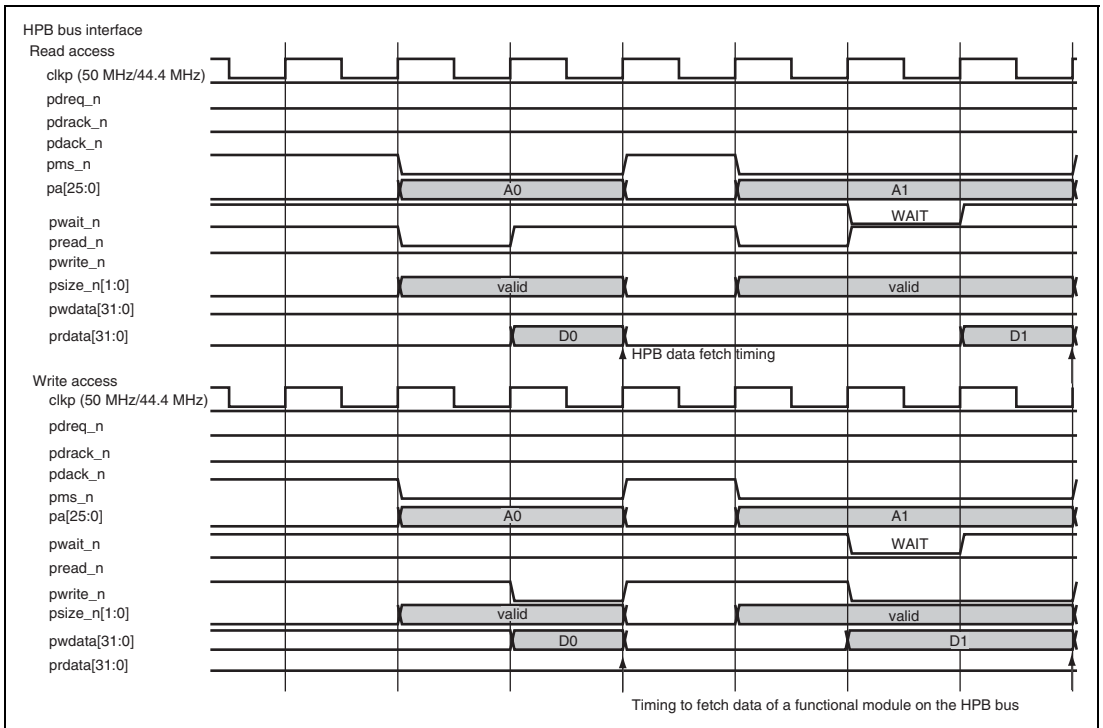 HPB bus interface
Read access
clkp (50 MHz/44.4 MHz)
pdreq_n
pdrack_n
pdack_n
pms_n
pa[25:0] A0 A1
pwait_n WAIT
pread_n
pwrite_n
psize_n[1:0] valid valid
pwdata[31:0]
prdata[31:0] D0 D1
HPB data fetch timing
Write access
clkp (50 MHz/44.4 MHz)
pdreq_n
pdrack_n
pdack_n
pms_n
pa[25:0] A0 A1
pwait_n WAIT
pread_n
pwrite_n
psize_n[1:0] valid valid
pwdata[31:0] D0 D1
prdata[31:0]
Timing to fetch data of a functional module on the HPB bus